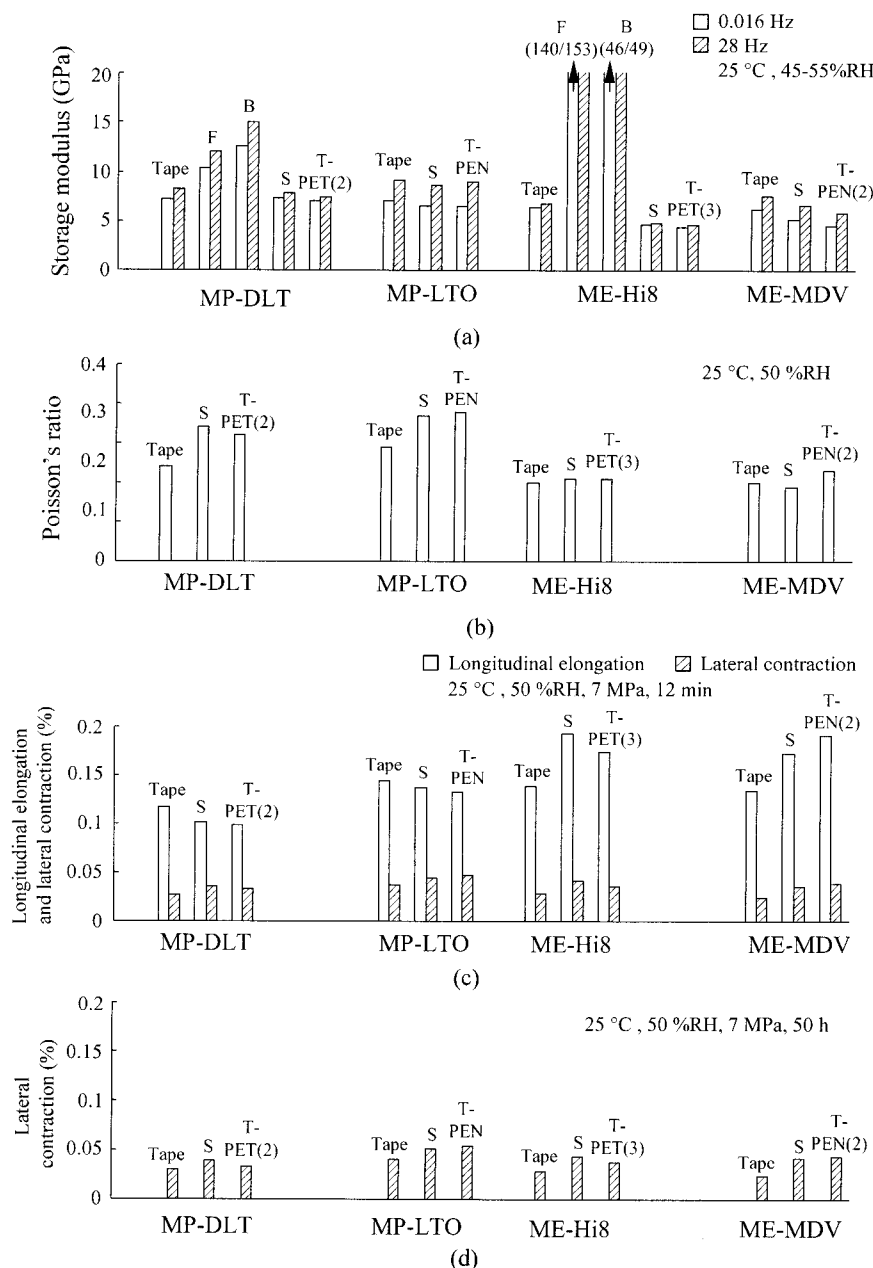 F B
(140/153) (46/49)
0.016 Hz
28 Hz
25 °C , 45-55%RH
Storage modulus (GPa)
20
15
10
5
0
Tape F B S T-PET(2)
Tape S T-PEN
Tape S T-PET(3)
Tape S T-PEN(2)
MP-DLT MP-LTO ME-Hi8 ME-MDV
(a)
Poisson's ratio
0.4
0.3
0.2
0.1
0
25 °C, 50 %RH
Tape S T-PET(2)
Tape S T-PEN
Tape S T-PET(3)
Tape S T-PEN(2)
MP-DLT MP-LTO ME-Hi8 ME-MDV
(b)
Longitudinal elongation Lateral contraction
25 °C , 50 %RH, 7 MPa, 12 min
Longitudinal elongation
and lateral contraction (%)
0.2
0.15
0.1
0.05
0
Tape S T-PET(2)
Tape S T-PEN
Tape S T-PET(3)
Tape S T-PEN(2)
MP-DLT MP-LTO ME-Hi8 ME-MDV
(c)
Lateral
contraction (%)
0.2
0.15
0.1
0.05
0
25 °C , 50 %RH, 7 MPa, 50 h
Tape S T-PET(2)
Tape S T-PEN
Tape S T-PET(3)
Tape S T-PEN(2)
MP-DLT MP-LTO ME-Hi8 ME-MDV
(d)